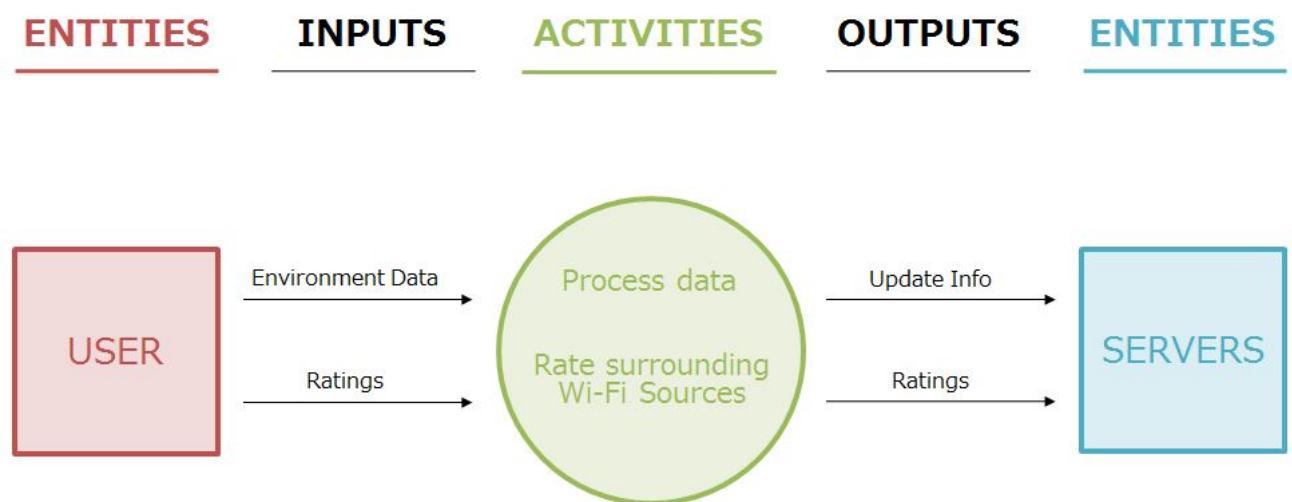 ENTITIES INPUTS ACTIVITIES OUTPUTS ENTITIES
USER
Environment Data
Ratings
Process data
Rate surrounding
Wi-Fi Sources
Update Info
Ratings
SERVERS